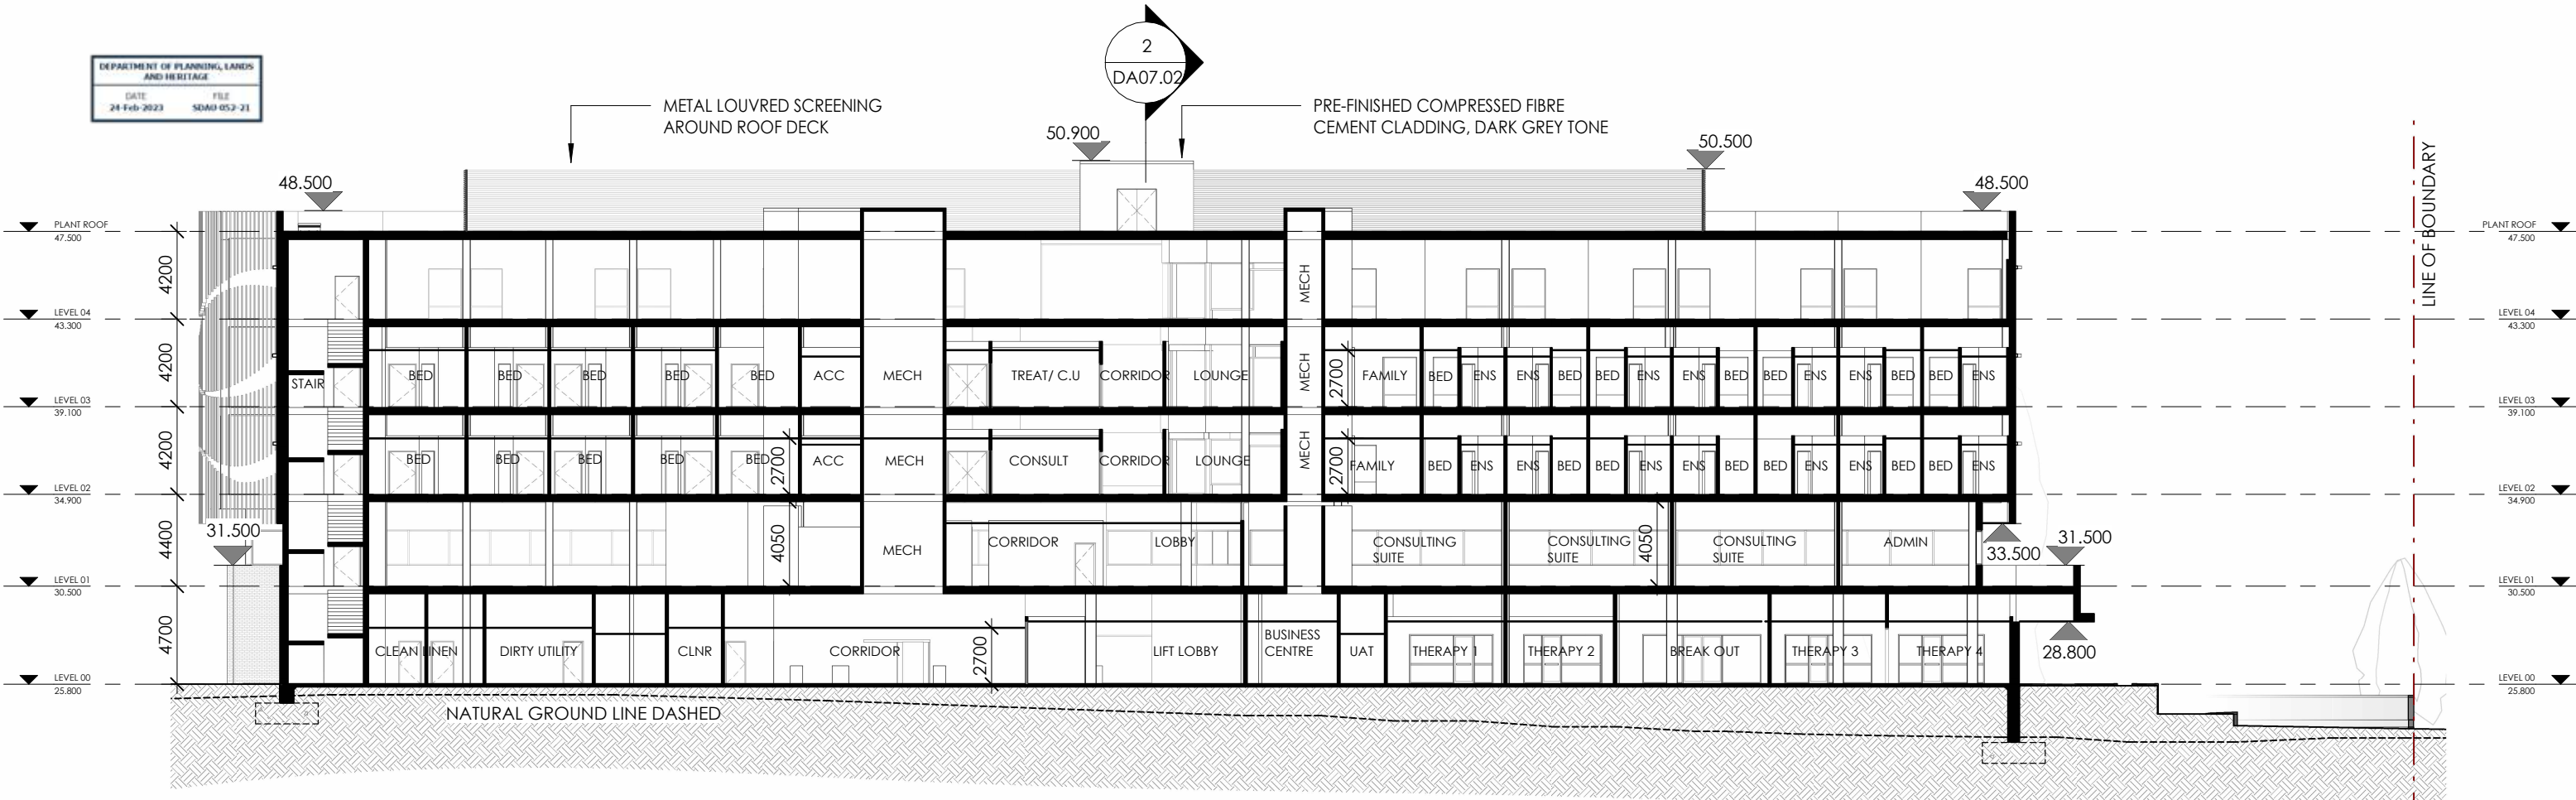 2
DA07.02
DEPARTMENT OF PLANNING, LANDS
AND HERITAGE
DATE FILE
24-Feb-2023 SDAU-052-21
METAL LOUVRED SCREENING
AROUND ROOF DECK
PRE-FINISHED COMPRESSED FIBRE
CEMENT CLADDING, DARK GREY TONE
50.900
50.500
48.500
48.500
LINE OF BOUNDARY
PLANT ROOF
47.500
PLANT ROOF
47.500
4200
MECH
LEVEL 04
43.300
LEVEL 04
43.300
4200
STAIR
BED BED BED BED BED ACC MECH TREAT/ C.U CORRIDOR LOUNGE MECH 2700 FAMILY BED ENS ENS BED BED ENS ENS BED BED ENS ENS BED BED ENS
LEVEL 03
39.100
LEVEL 03
39.100
4200
BED BED BED BED BED 2700 ACC MECH CONSULT CORRIDOR LOUNGE MECH 2700 FAMILY BED ENS ENS BED BED ENS ENS BED BED ENS ENS BED BED ENS
LEVEL 02
34.900
LEVEL 02
34.900
31.500
4400
4050
MECH
CORRIDOR
LOBBY
CONSULTING
SUITE
CONSULTING
SUITE
4050
CONSULTING
SUITE
ADMIN
33.500
31.500
LEVEL 01
30.500
LEVEL 01
30.500
4700
CLEAN LINEN
DIRTY UTILITY
CLNR
CORRIDOR
2700
LIFT LOBBY
BUSINESS
CENTRE
UAT
THERAPY 1
THERAPY 2
BREAK OUT
THERAPY 3
THERAPY 4
28.800
LEVEL 00
25.800
LEVEL 00
25.800
NATURAL GROUND LINE DASHED